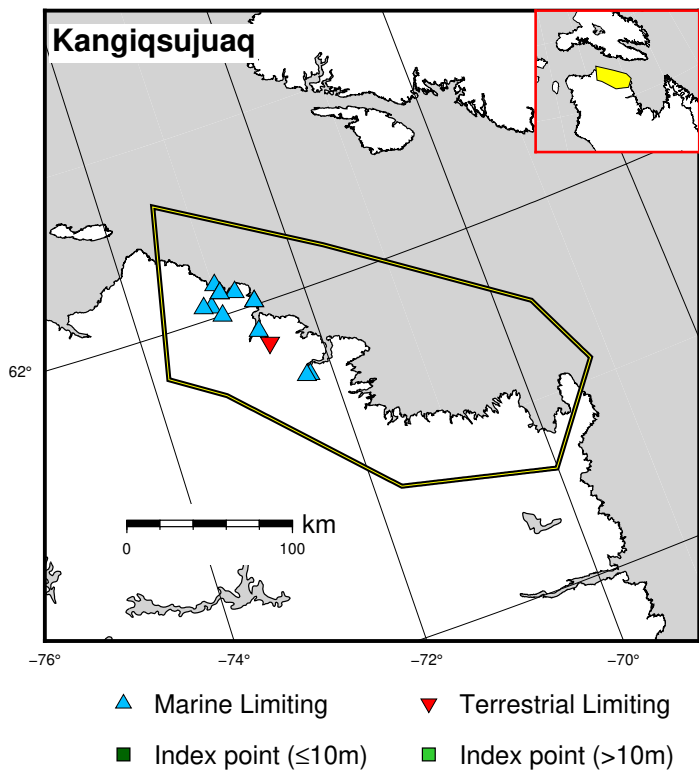 Kangiqsujuaq
62°
km
0 100
−76° −74° −72° −70°
Marine Limiting Terrestrial Limiting
Index point (≤10m) Index point (>10m)